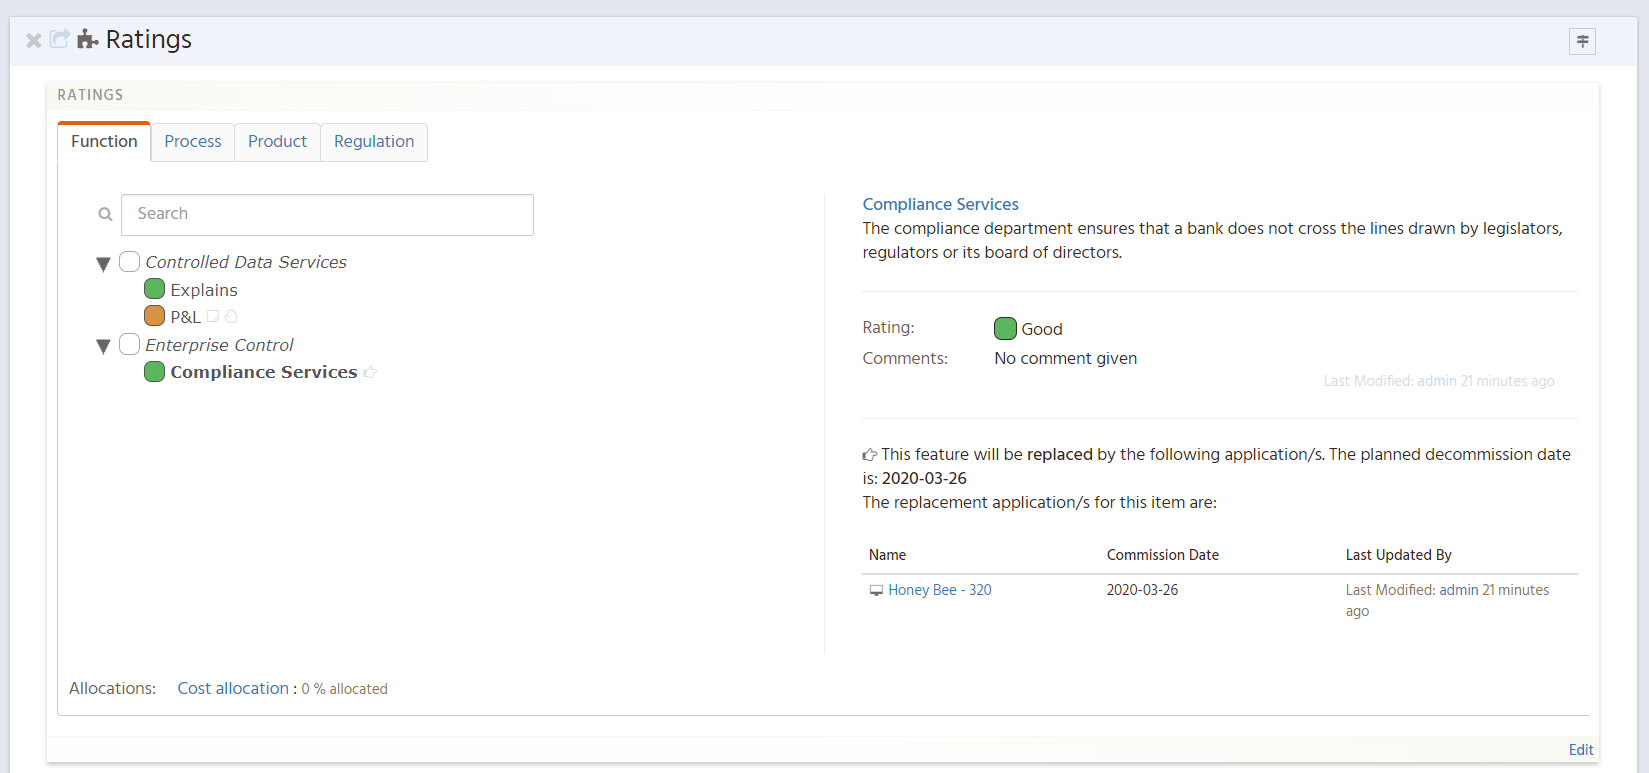 Ratings
RATINGS
Function Process Product Regulation
Search
Controlled Data Services
Explains
P&L
Enterprise Control
Compliance Services
Compliance Services
The compliance department ensures that a bank does not cross the lines drawn by legislators,
regulators or its board of directors.
Rating: Good
Comments: No comment given
Last Modified: admin 21 minutes ago
This feature will be replaced by the following application/s. The planned decommission date
is: 2020-03-26
The replacement application/s for this item are:
Name Commission Date Last Updated By
Honey Bee - 320 2020-03-26 Last Modified: admin 21 minutes
ago
Allocations: Cost allocation : 0 % allocated
Edit